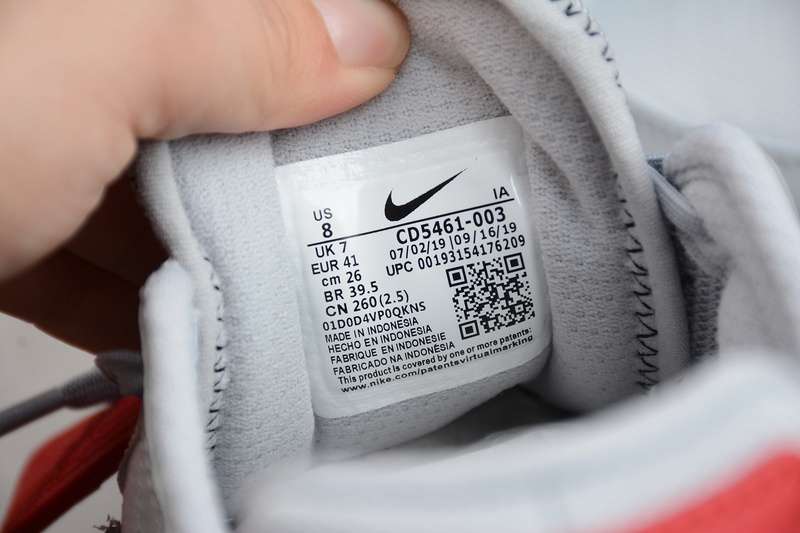 US
8
IA
UK 7
CD5461-003
EUR 41
07/02/19|09/16/19
cm 26
UPC 00193154176209
BR 39.5
CN 260(2.5)
01D0D4VP0QKNS
MADE IN INDONESIA
HECHO EN INDONESIA
FABRIQUE EN INDONESIE
FABRICADO NA INDONÉSIA
This product is covered by one or more patents:
www.nike.com/patentsvirtualmarking